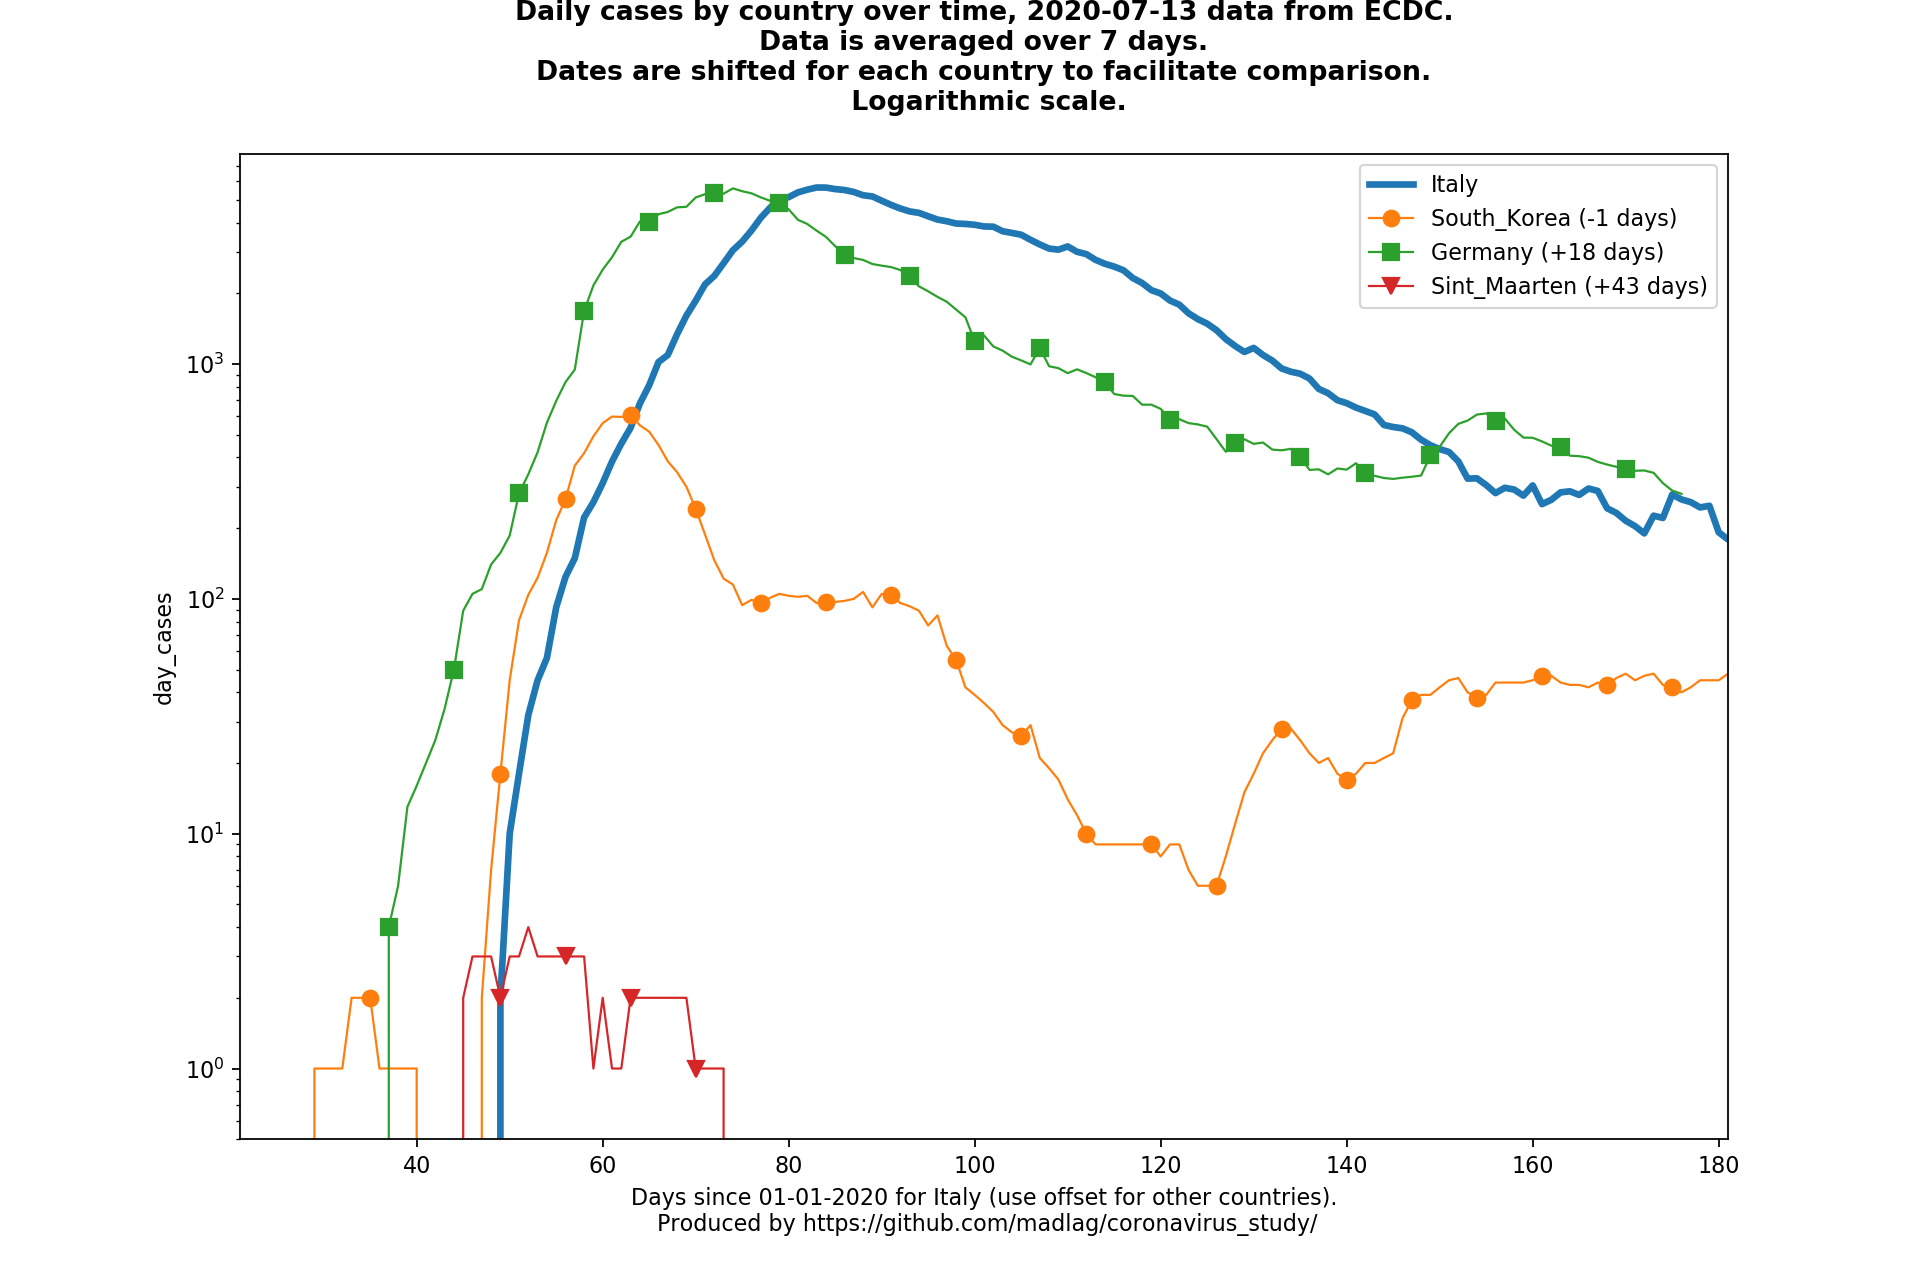 Daily cases by country over time, 2020-07-13 data from ECDC.
Data is averaged over 7 days.
Dates are shifted for each country to facilitate comparison.
Logarithmic scale.
Italy
South_Korea (-1 days)
Germany (+18 days)
Sint_Maarten (+43 days)
day_cases
10³
10²
10¹
10⁰
40 60 80 100 120 140 160 180
Days since 01-01-2020 for Italy (use offset for other countries).
Produced by https://github.com/madlag/coronavirus_study/